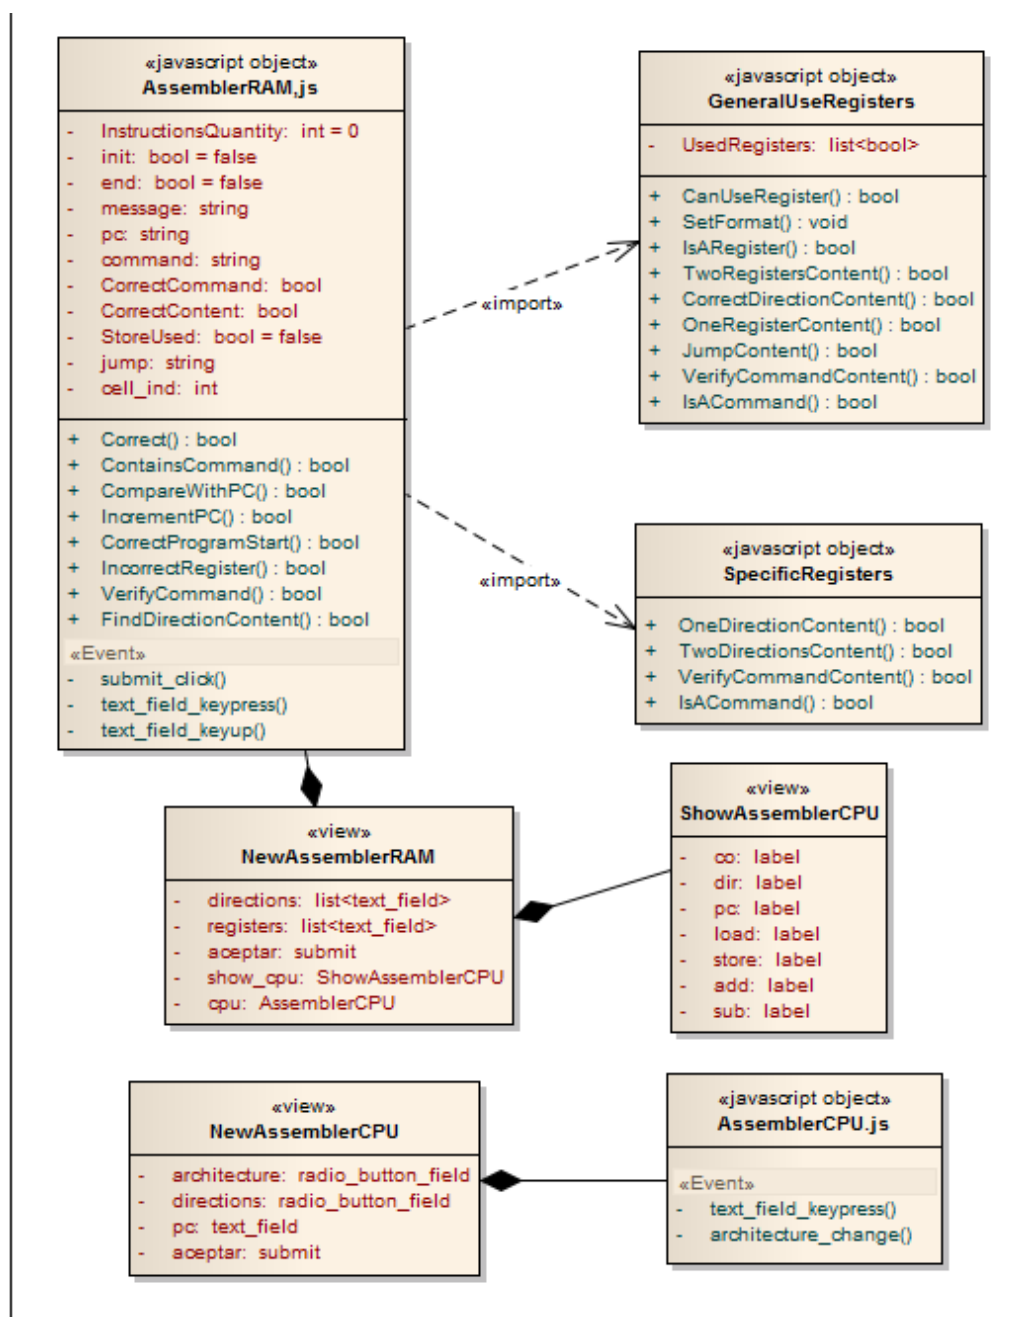 «javascript object»
AssemblerRAM,js
- InstructionsQuantity: int = 0
- init: bool = false
- end: bool = false
- message: string
- pc: string
- command: string
- CorrectCommand: bool
- CorrectContent: bool
- StoreUsed: bool = false
- jump: string
- cell_ind: int
+ Correct() : bool
+ ContainsCommand() : bool
+ CompareWithPC() : bool
+ IncrementPC() : bool
+ CorrectProgramStart() : bool
+ IncorrectRegister() : bool
+ VerifyCommand() : bool
+ FindDirectionContent() : bool
«Event»
- submit_click()
- text_field_keypress()
- text_field_keyup()
«import»
«import»
«javascript object»
GeneralUseRegisters
- UsedRegisters: list<bool>
+ CanUseRegister() : bool
+ SetFormat() : void
+ IsARegister() : bool
+ TwoRegistersContent() : bool
+ CorrectDirectionContent() : bool
+ OneRegisterContent() : bool
+ JumpContent() : bool
+ VerifyCommandContent() : bool
+ IsACommand() : bool
«javascript object»
SpecificRegisters
+ OneDirectionContent() : bool
+ TwoDirectionsContent() : bool
+ VerifyCommandContent() : bool
+ IsACommand() : bool
«view»
NewAssemblerRAM
- directions: list<text_field>
- registers: list<text_field>
- aceptar: submit
- show_cpu: ShowAssemblerCPU
- cpu: AssemblerCPU
«view»
ShowAssemblerCPU
- co: label
- dir: label
- pc: label
- load: label
- store: label
- add: label
- sub: label
«view»
NewAssemblerCPU
- architecture: radio_button_field
- directions: radio_button_field
- pc: text_field
- aceptar: submit
«javascript object»
AssemblerCPU.js
«Event»
- text_field_keypress()
- architecture_change()